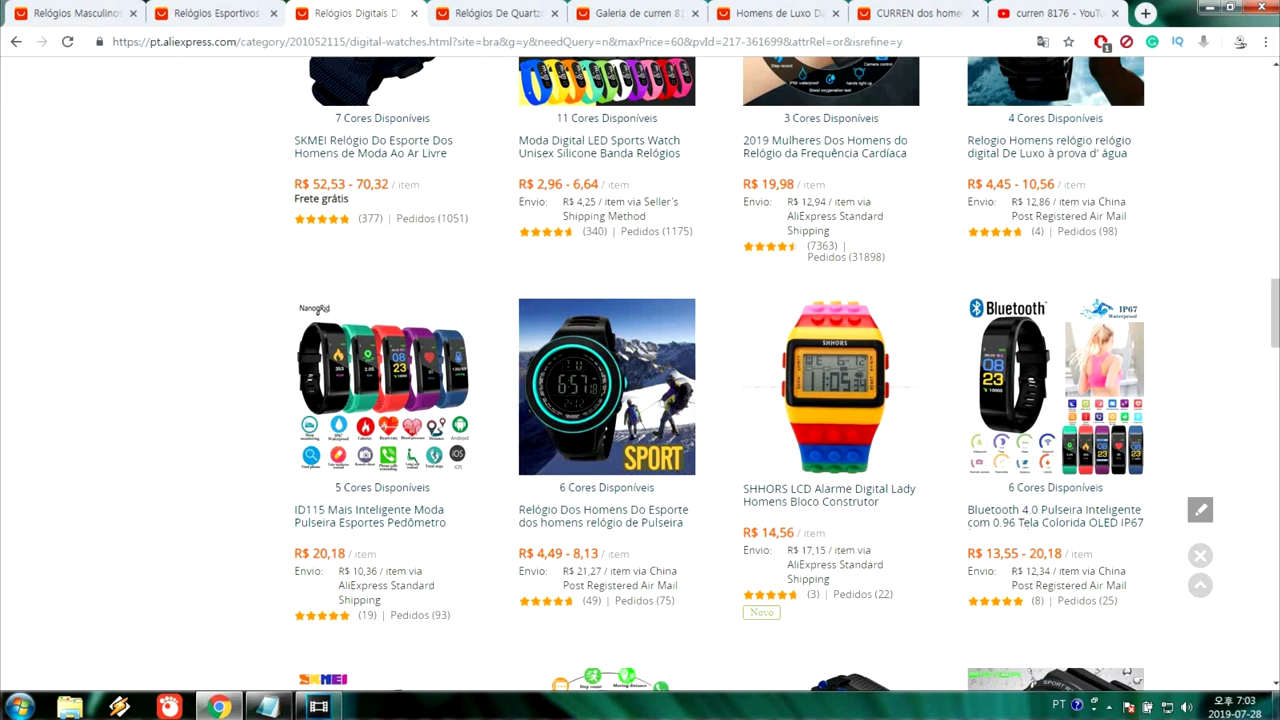 Relógios Masculinos
Relógios Esportivos
Relógios Digitais D
Relógios De Quartz
Galeria de curren 81
Homens de Luxo D
CURREN dos home
curren 8176 - YouTu
https://pt.aliexpress.com/category/201052115/digital-watches.html?site=bra&g=y&needQuery=n&maxPrice=60&pvId=217-361699&attrRel=or&isrefine=y
7 Cores Disponíveis
SKMEI Relógio Do Esporte Dos
Homens de Moda Ao Ar Livre
R$ 52,53 - 70,32 / item
Frete grátis
(377) | Pedidos (1051)
11 Cores Disponíveis
Moda Digital LED Sports Watch
Unisex Silicone Banda Relógios
R$ 2,96 - 6,64 / item
Envio: R$ 4,25 / item via Seller's
Shipping Method
(340) | Pedidos (1175)
3 Cores Disponíveis
2019 Mulheres Dos Homens do
Relógio da Frequência Cardíaca
R$ 19,98 / item
Envio: R$ 12,94 / item via
AliExpress Standard
Shipping
(7363) |
Pedidos (31898)
4 Cores Disponíveis
Relogio Homens relógio relógio
digital De Luxo à prova d' água
R$ 4,45 - 10,56 / item
Envio: R$ 12,86 / item via China
Post Registered Air Mail
(4) | Pedidos (98)
NanogRid
5 Cores Disponíveis
ID115 Mais Inteligente Moda
Pulseira Esportes Pedômetro
R$ 20,18 / item
Envio: R$ 10,36 / item via
AliExpress Standard
Shipping
(19) | Pedidos (93)
SPORT
6 Cores Disponíveis
Relógio Dos Homens Do Esporte
dos homens relógio de Pulseira
R$ 4,49 - 8,13 / item
Envio: R$ 21,27 / item via China
Post Registered Air Mail
(49) | Pedidos (75)
SHHORS
SHHORS LCD Alarme Digital Lady
Homens Bloco Construtor
R$ 14,56 / item
Envio: R$ 17,15 / item via
AliExpress Standard
Shipping
(3) | Pedidos (22)
Novo
Bluetooth
IP67
Waterproof
6 Cores Disponíveis
Bluetooth 4.0 Pulseira Inteligente
com 0.96 Tela Colorida OLED IP67
R$ 13,55 - 20,18 / item
Envio: R$ 12,34 / item via China
Post Registered Air Mail
(8) | Pedidos (25)
SKMEI
PT
오후 7:03
2019-07-28